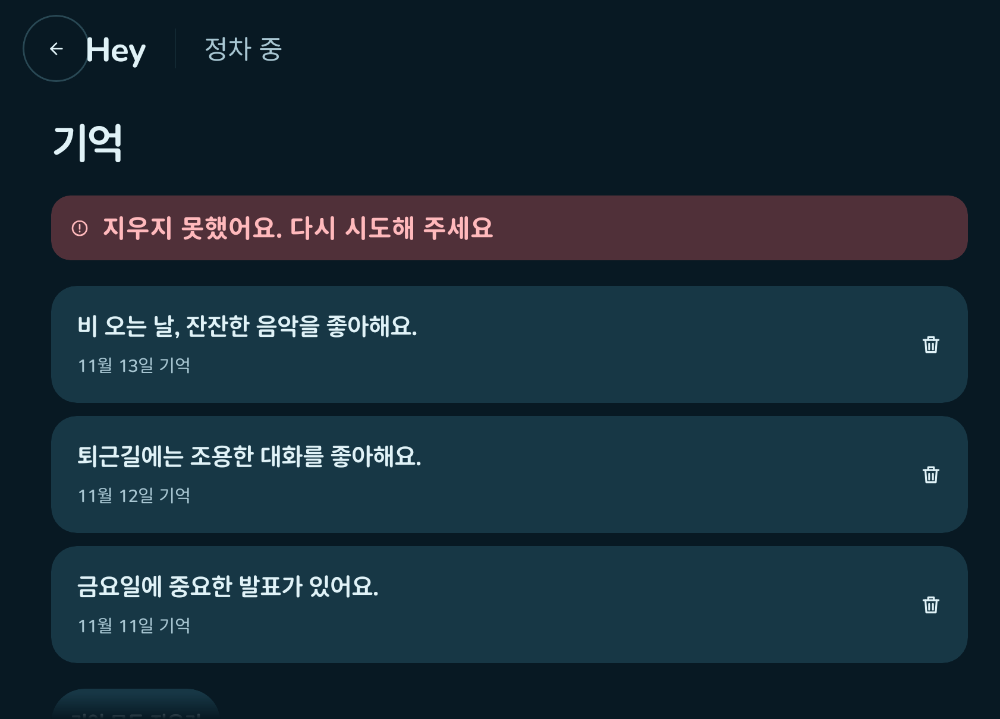 Hey
정차 중
기억
지우지 못했어요. 다시 시도해 주세요
비 오는 날, 잔잔한 음악을 좋아해요.
11월 13일 기억
퇴근길에는 조용한 대화를 좋아해요.
11월 12일 기억
금요일에 중요한 발표가 있어요.
11월 11일 기억